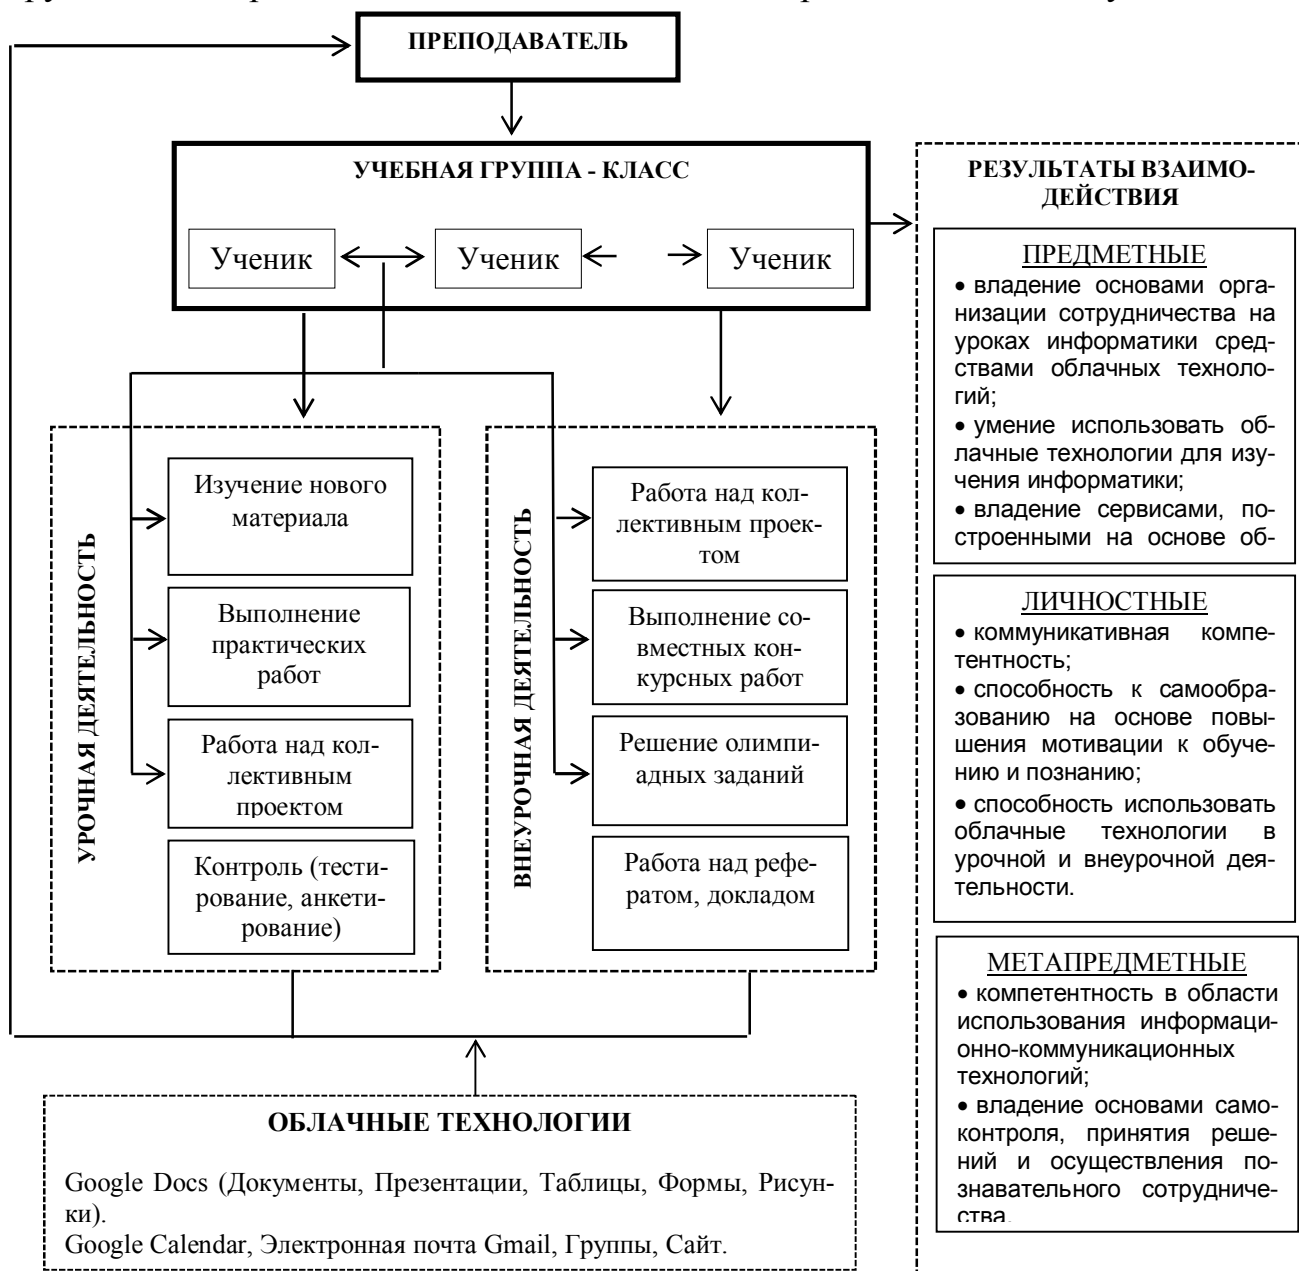 ПРЕПОДАВАТЕЛЬ
УЧЕБНАЯ ГРУППА - КЛАСС
Ученик
Ученик
Ученик
УРОЧНАЯ ДЕЯТЕЛЬНОСТЬ
Изучение нового
материала
Выполнение
практических
работ
Работа над кол-
лективным
проектом
Контроль (тести-
рование, анкети-
рование)
ВНЕУРОЧНАЯ ДЕЯТЕЛЬНОСТЬ
Работа над кол-
лективным проек-
том
Выполнение со-
вместных кон-
курсных работ
Решение олимпи-
адных заданий
Работа над рефе-
ратом, докладом
ОБЛАЧНЫЕ ТЕХНОЛОГИИ
Google Docs (Документы, Презентации, Таблицы, Формы, Рисун-
ки).
Google Calendar, Электронная почта Gmail, Группы, Сайт.
РЕЗУЛЬТАТЫ ВЗАИМО-
ДЕЙСТВИЯ
ПРЕДМЕТНЫЕ
• владение основами орга-
низации сотрудничества на
уроках информатики сред-
ствами облачных техноло-
гий;
• умение использовать об-
лачные технологии для изу-
чения информатики;
• владение сервисами, по-
строенными на основе об-
ЛИЧНОСТНЫЕ
• коммуникативная компе-
тентность;
• способность к самообра-
зованию на основе повы-
шения мотивации к обуче-
нию и познанию;
• способность использовать
облачные технологии в
урочной и внеурочной дея-
тельности.
МЕТАПРЕДМЕТНЫЕ
• компетентность в области
использования информаци-
онно-коммуникационных
технологий;
• владение основами само-
контроля, принятия реше-
ний и осуществления по-
знавательного сотрудниче-
ства.